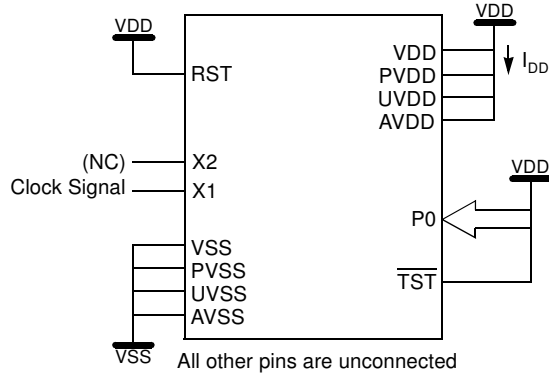 VDD
RST
(NC)
X2
Clock Signal
X1
VSS
PVSS
UVSS
AVSS
VSS
VDD
VDD
PVDD
UVDD
AVDD
IDD
VDD
P0
TST
All other pins are unconnected